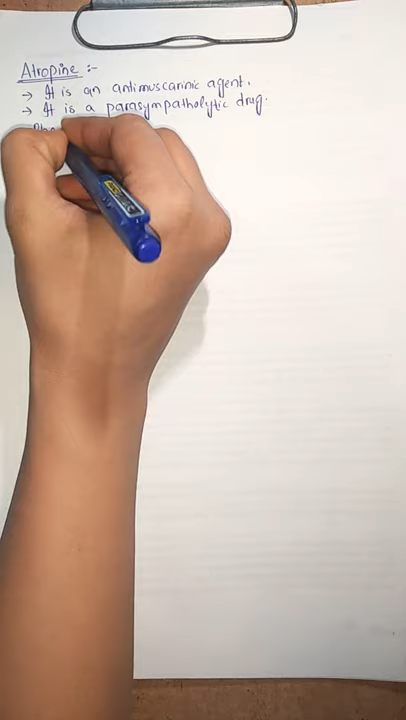 Atropine :-
→ It is an antimuscarinic agent.
→ It is a parasympatholytic drug.